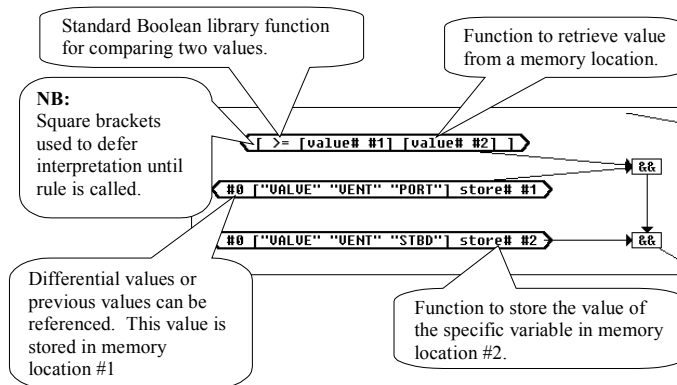 Standard Boolean library function
for comparing two values.
Function to retrieve value
from a memory location.
NB:
Square brackets
used to defer
interpretation until
rule is called.
[ >= [value# #1] [value# #2] ]
&&
#0 ["VALVE" "VENT" "PORT"] store# #1
#0 ["VALVE" "VENT" "STBD"] store# #2
&&
Differential values or
previous values can be
referenced. This value is
stored in memory
location #1
Function to store the value of
the specific variable in memory
location #2.